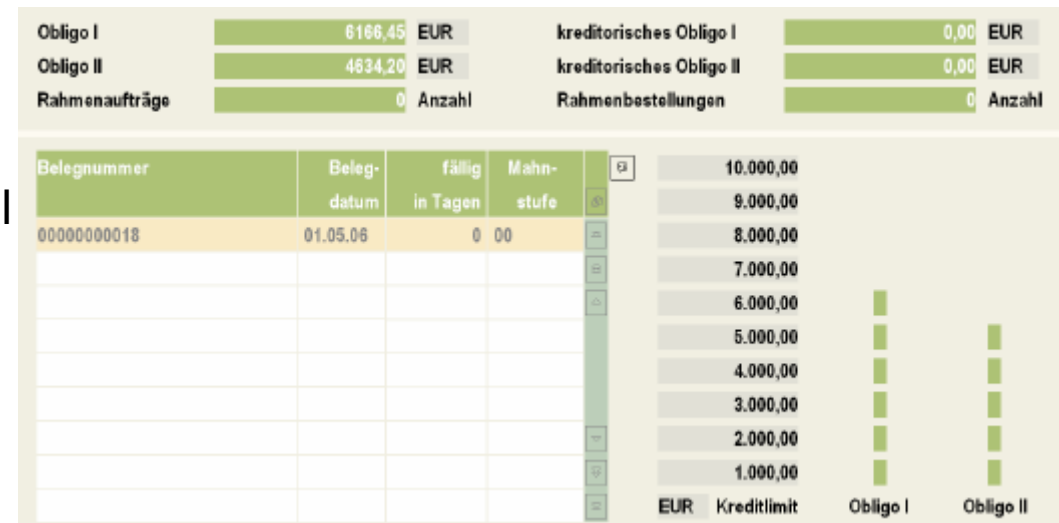 Obligo I 6166,45 EUR kreditorisches Obligo I 0,00 EUR
Obligo II 4634,20 EUR kreditorisches Obligo II 0,00 EUR
Rahmenaufträge 0 Anzahl Rahmenbestellungen 0 Anzahl
Belegnummer Beleg- fällig Mahn-
datum in Tagen stufe
00000000018 01.05.06 0 00
10.000,00
9.000,00
8.000,00
7.000,00
6.000,00
5.000,00
4.000,00
3.000,00
2.000,00
1.000,00
EUR Kreditlimit Obligo I Obligo II